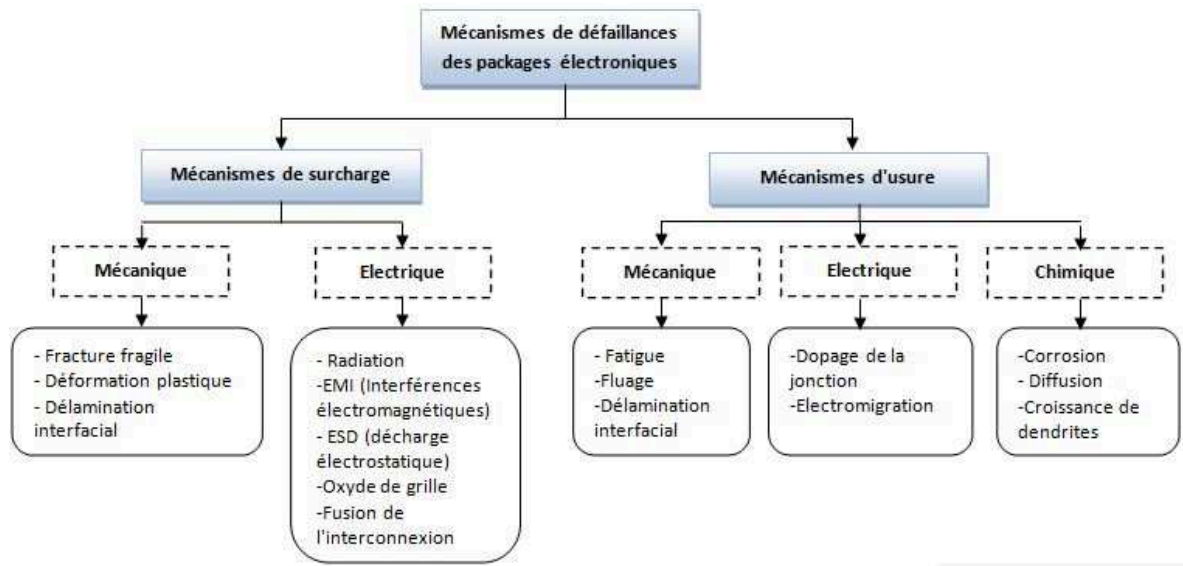 Mécanismes de défaillances
des packages électroniques
Mécanismes de surcharge
Mécanismes d'usure
Mécanique
Electrique
Mécanique
Electrique
Chimique
- Fracture fragile
- Déformation plastique
- Délamination
interfacial
- Radiation
-EMI (Interférences
électromagnétiques)
- ESD (décharge
électrostatique)
-Oxyde de grille
-Fusion de
l'interconnexion
- Fatigue
- Fluage
- Délamination
interfacial
-Dopage de la
jonction
-Electromigration
-Corrosion
- Diffusion
-Croissance de
dendrites